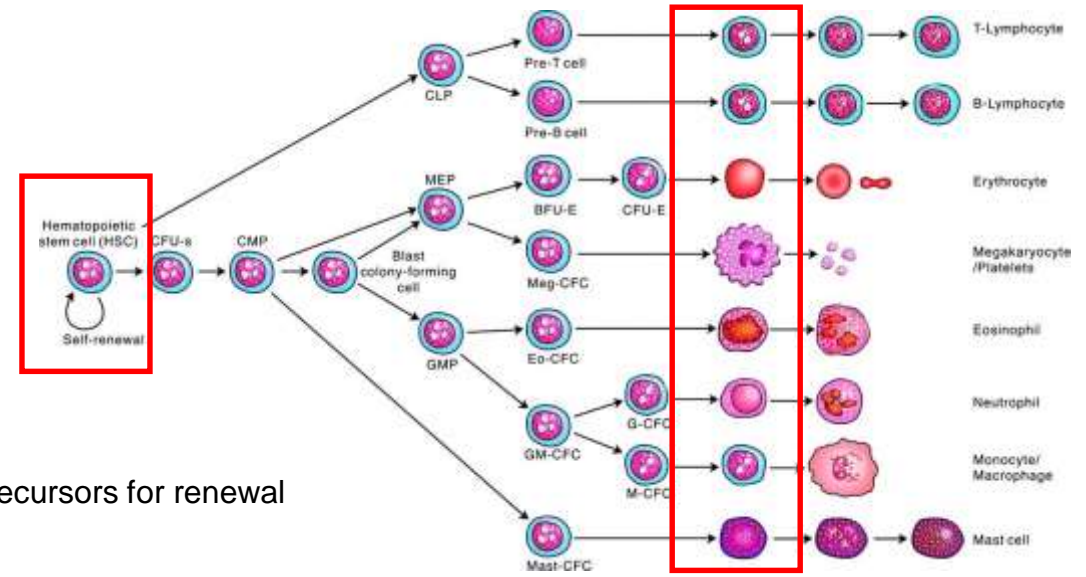 T-Lymphocyte
Pre-T cell
CLP
B-Lymphocyte
Pre-B cell
MEP
Erythrocyte
BFU-E
CFU-E
Hematopoietic
stem cell (HSC)
CFU-s
CMP
Blast
colony-forming
cell
Megakaryocyte
/Platelets
Meg-CFC
Self-renewal
Eosinophil
GMP
Eo-CFC
Neutrophil
G-CFC
GM-CFC
Monocyte/
Macrophage
M-CFC
ecursors for renewal
Mast cell
Mast-CFC